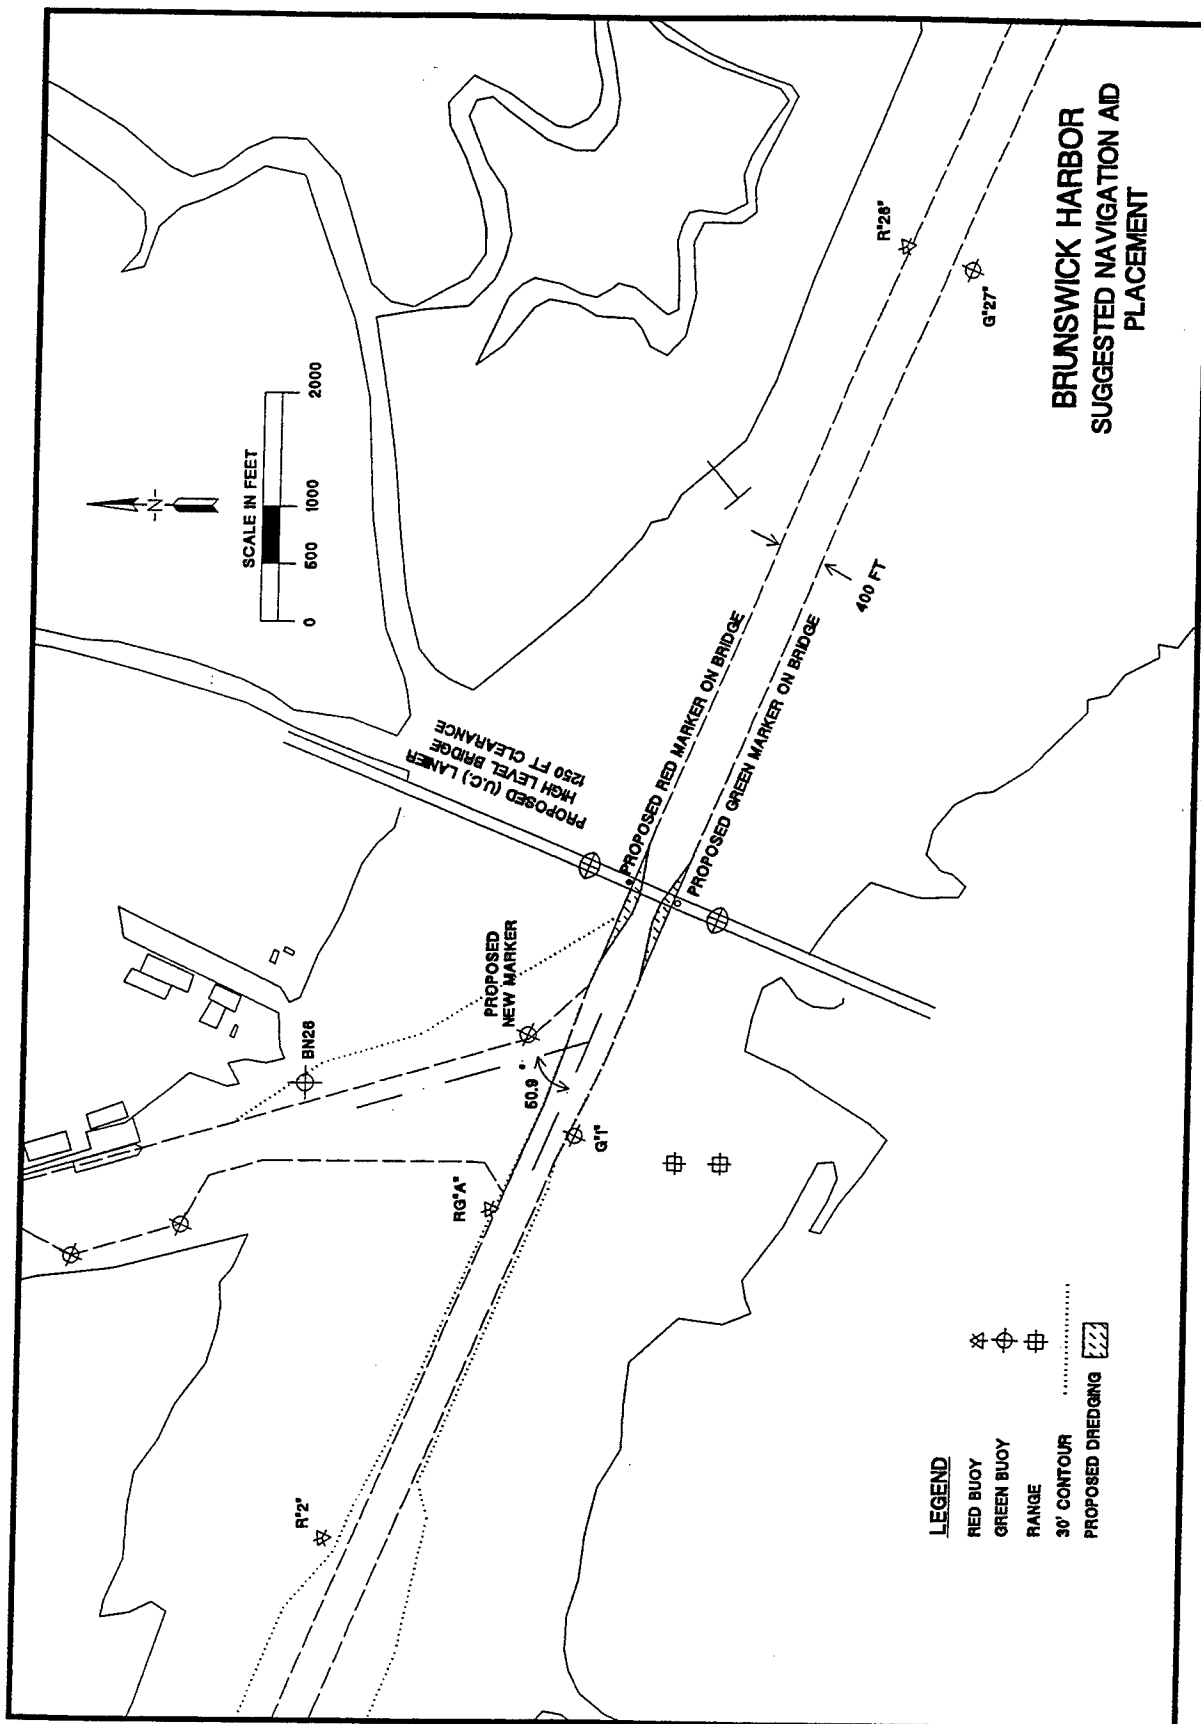 BRUNSWICK HARBOR
SUGGESTED NAVIGATION AID
PLACEMENT
-N-
SCALE IN FEET
0 500 1000 2000
PROPOSED (U.C.) LANIER
HIGH LEVEL BRIDGE
1250 FT CLEARANCE
PROPOSED RED MARKER ON BRIDGE
PROPOSED GREEN MARKER ON BRIDGE
400 FT
R"26"
G"27"
PROPOSED
NEW MARKER
BN26
50.9°
G"1"
RG"A"
R"2"
LEGEND
RED BUOY
GREEN BUOY
RANGE
30' CONTOUR
PROPOSED DREDGING